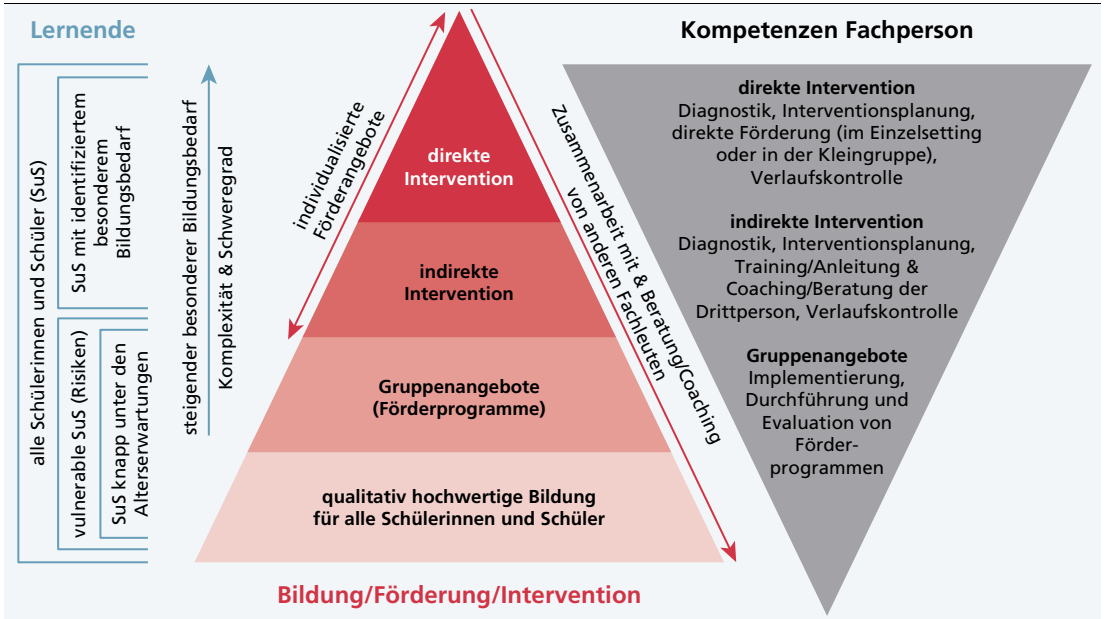 Lernende
alle Schülerinnen und Schüler (SuS)
SuS mit identifiziertem
besonderem
Bildungsbedarf
vulnerable SuS (Risiken)
SuS knapp unter den
Alterserwartungen
steigender besonderer Bildungsbedarf
Komplexität & Schweregrad
individualisierte
Förderangebote
direkte
Intervention
indirekte
Intervention
Gruppenangebote
(Förderprogramme)
qualitativ hochwertige Bildung
für alle Schülerinnen und Schüler
Bildung/Förderung/Intervention
Zusammenarbeit mit & Beratung/Coaching
von anderen Fachleuten
Kompetenzen Fachperson
direkte Intervention
Diagnostik, Interventionsplanung,
direkte Förderung (im Einzelsetting
oder in der Kleingruppe),
Verlaufskontrolle
indirekte Intervention
Diagnostik, Interventionsplanung,
Training/Anleitung &
Coaching/Beratung der
Drittperson, Verlaufskontrolle
Gruppenangebote
Implementierung,
Durchführung und
Evaluation von
Förder-
programmen